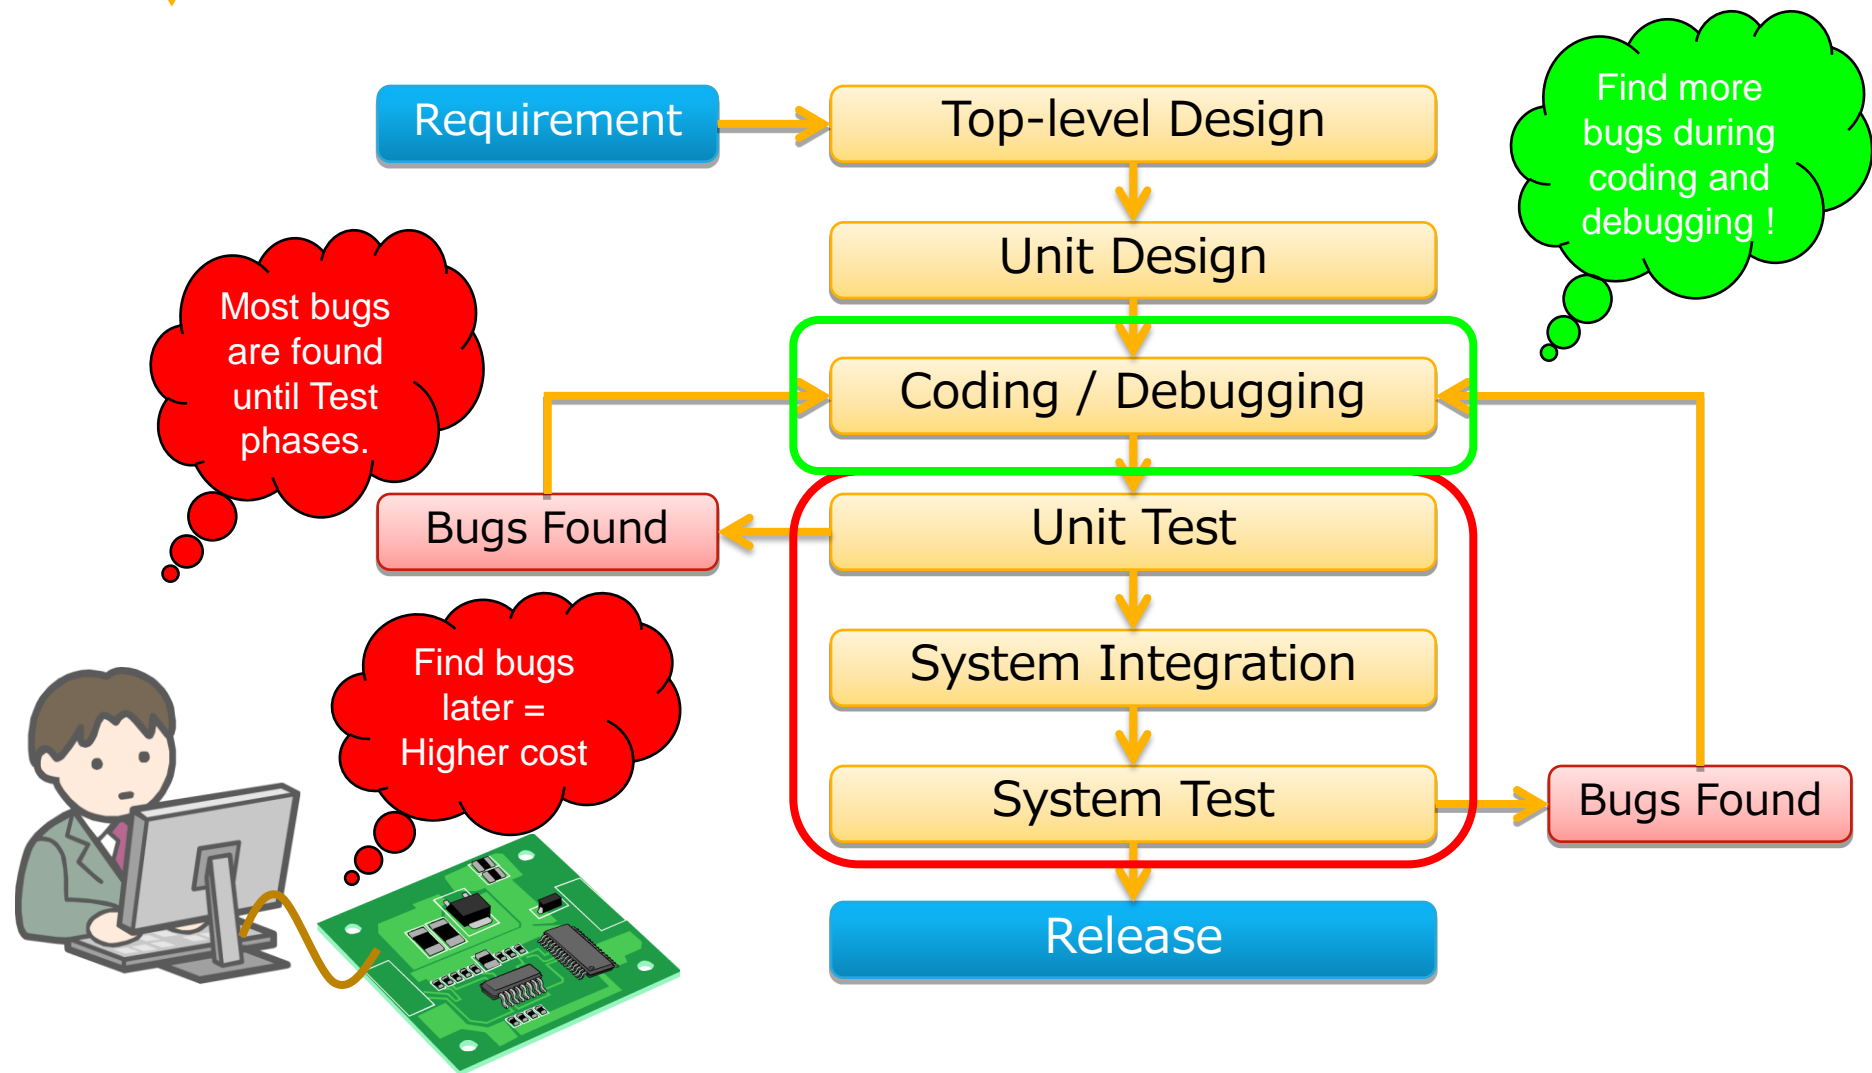 Requirement
Top-level Design
Find more
bugs during
coding and
debugging !
Unit Design
Most bugs
are found
until Test
phases.
Coding / Debugging
Bugs Found
Unit Test
Find bugs
later =
Higher cost
System Integration
System Test
Bugs Found
Release